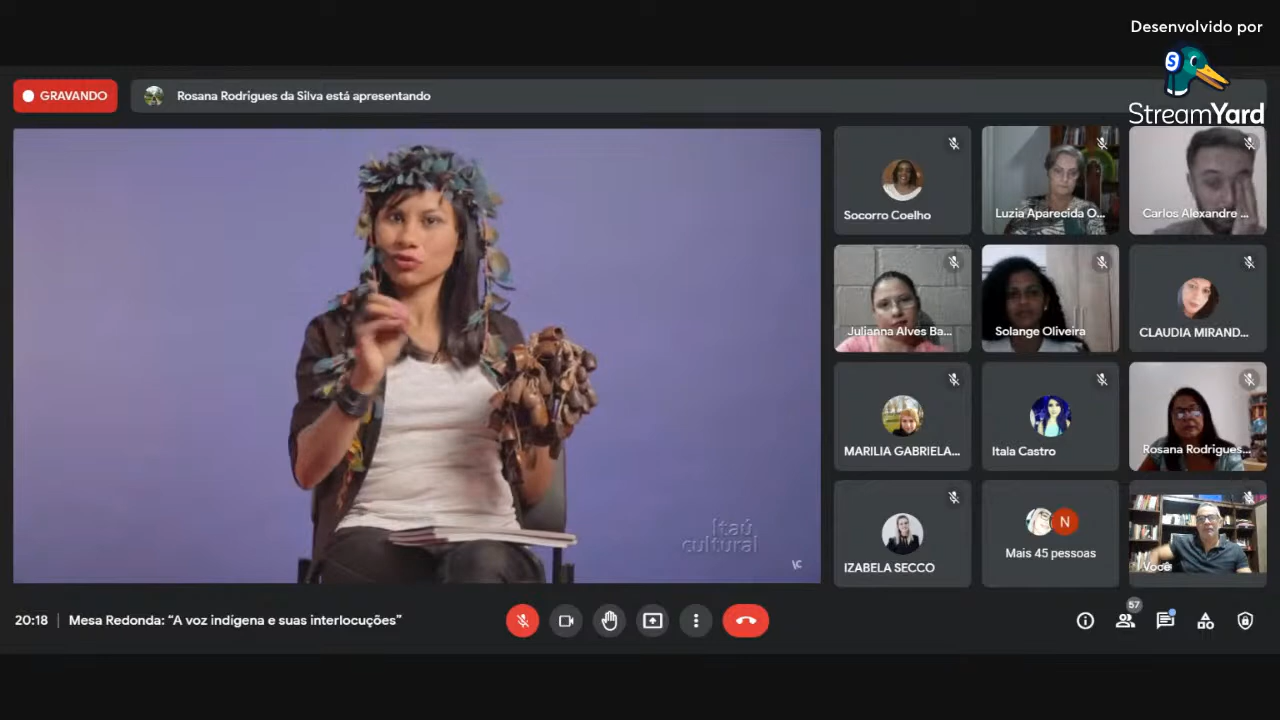 Desenvolvido por
S
StreamYard
GRAVANDO
Rosana Rodrigues da Silva está apresentando
Socorro Coelho
Luzia Aparecida O...
Carlos Alexandre ...
Julianna Alves Ba...
Solange Oliveira
CLAUDIA MIRAND...
MARILIA GABRIELA...
Itala Castro
Rosana Rodrigues...
IZABELA SECCO
N
Mais 45 pessoas
Você
Itaú
cultural
VC
20:18 | Mesa Redonda: “A voz indígena e suas interlocuções”
57